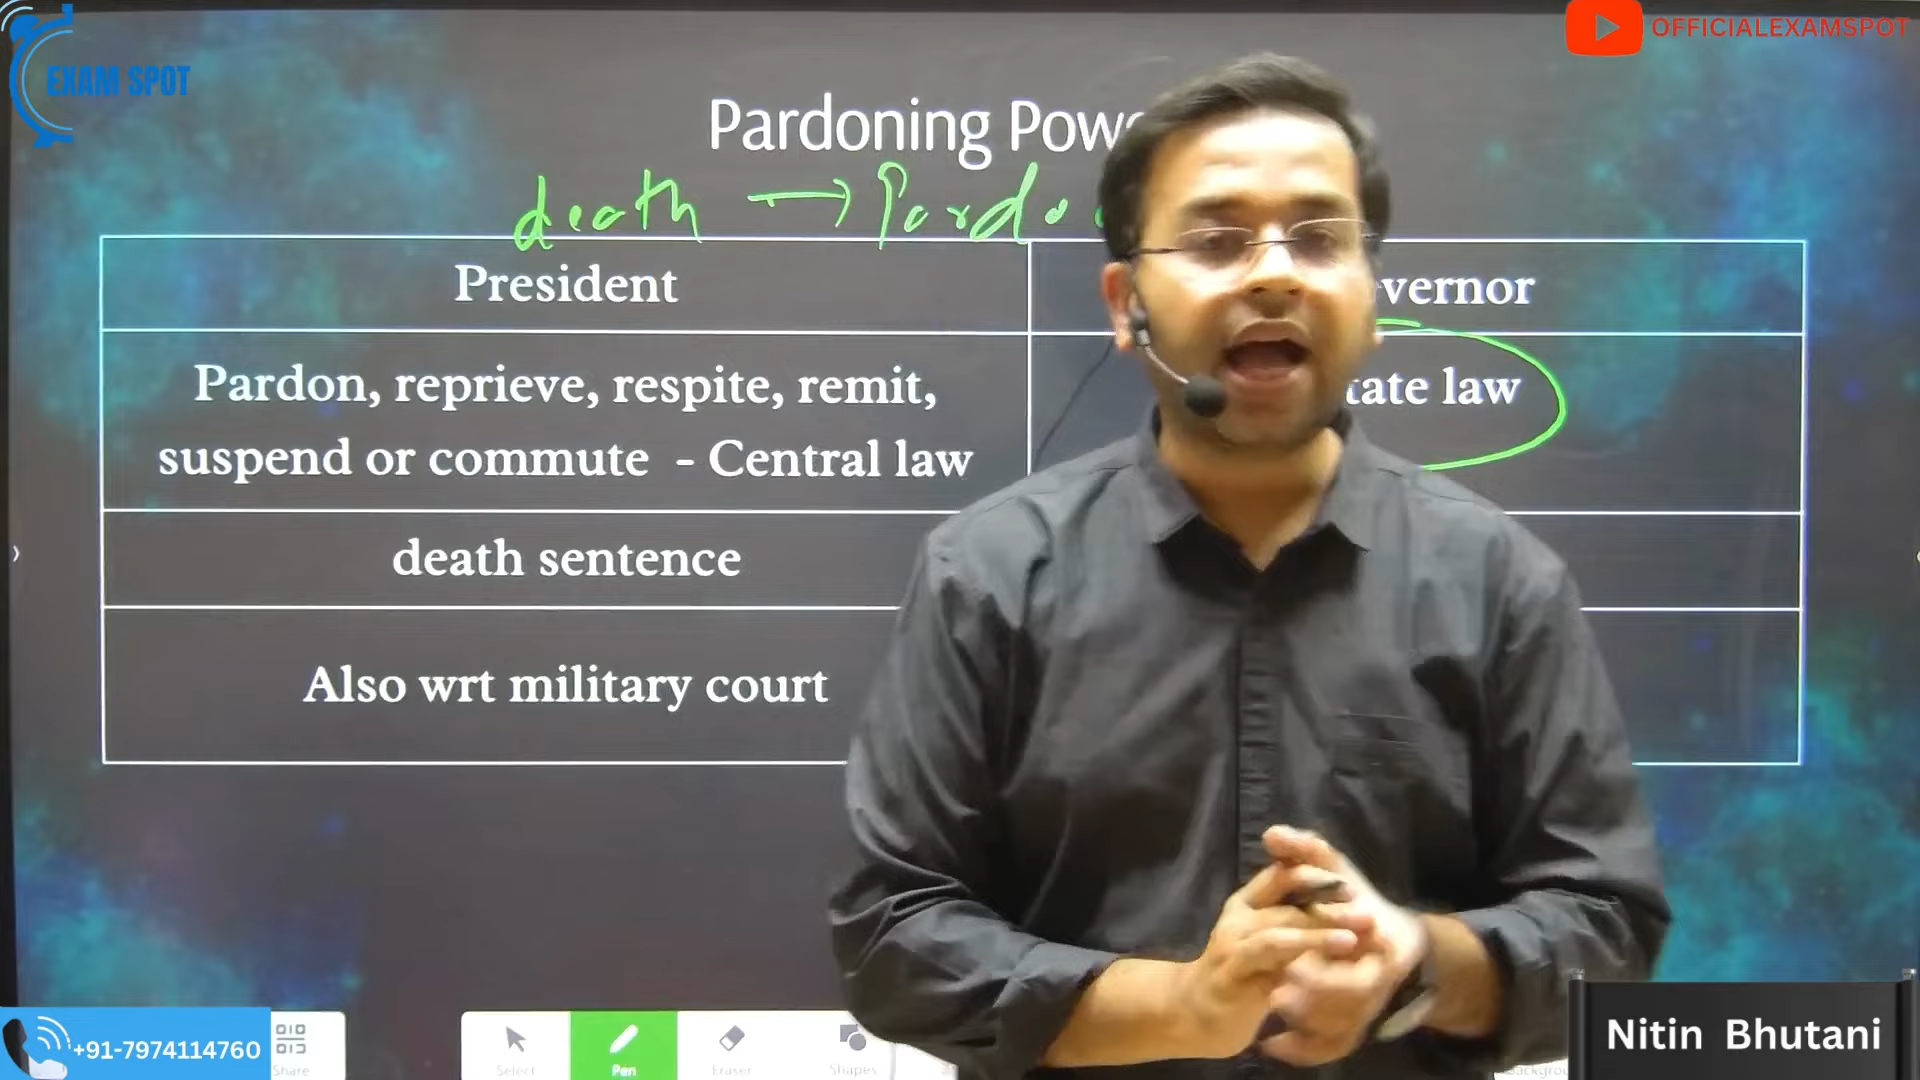 EXAM SPOT
OFFICIALEXAMSPOT
Pardoning
death → Pardo
President
vernor
Pardon, reprieve, respite, remit,
suspend or commute - Central law
tate law
death sentence
Also wrt military court
+91-7974114760
Share
Select
Pen
Eraser
Shapes
Nitin Bhutani